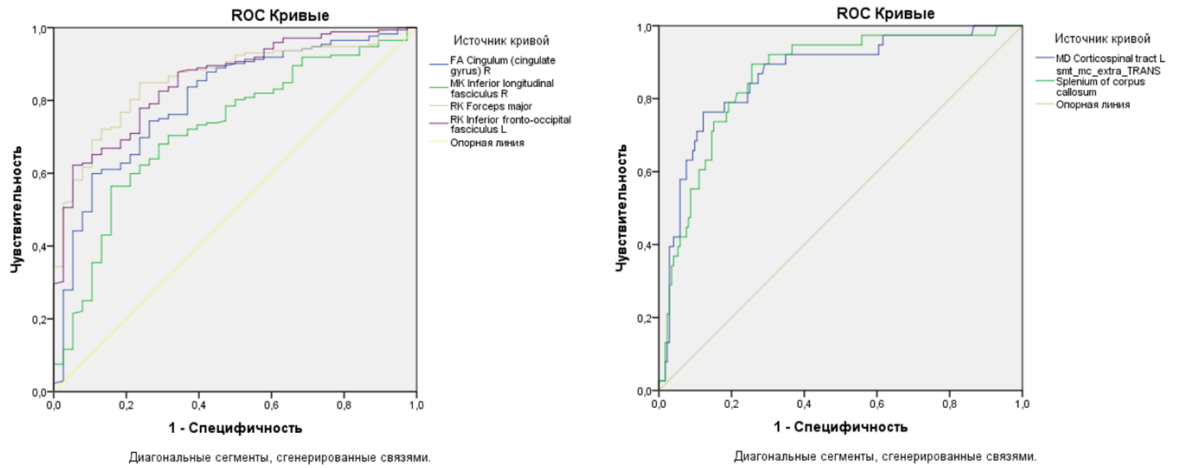 ROC Кривые
Чувствительность
1,0
0,8
0,6
0,4
0,2
0,0
0,0 0,2 0,4 0,6 0,8 1,0
1 - Специфичность
Источник кривой
FA Cingulum (cingulate
gyrus) R
MK Inferior longitudinal
fasciculus R
RK Forceps major
RK Inferior fronto-occipital
fasciculus L
Опорная линия
Диагональные сегменты, сгенерированные связями.
ROC Кривые
Чувствительность
1,0
0,8
0,6
0,4
0,2
0,0
0,0 0,2 0,4 0,6 0,8 1,0
1 - Специфичность
Источник кривой
MD Corticospinal tract L
smt_mc_extra_TRANS
Splenium of corpus
callosum
Опорная линия
Диагональные сегменты, сгенерированные связями.